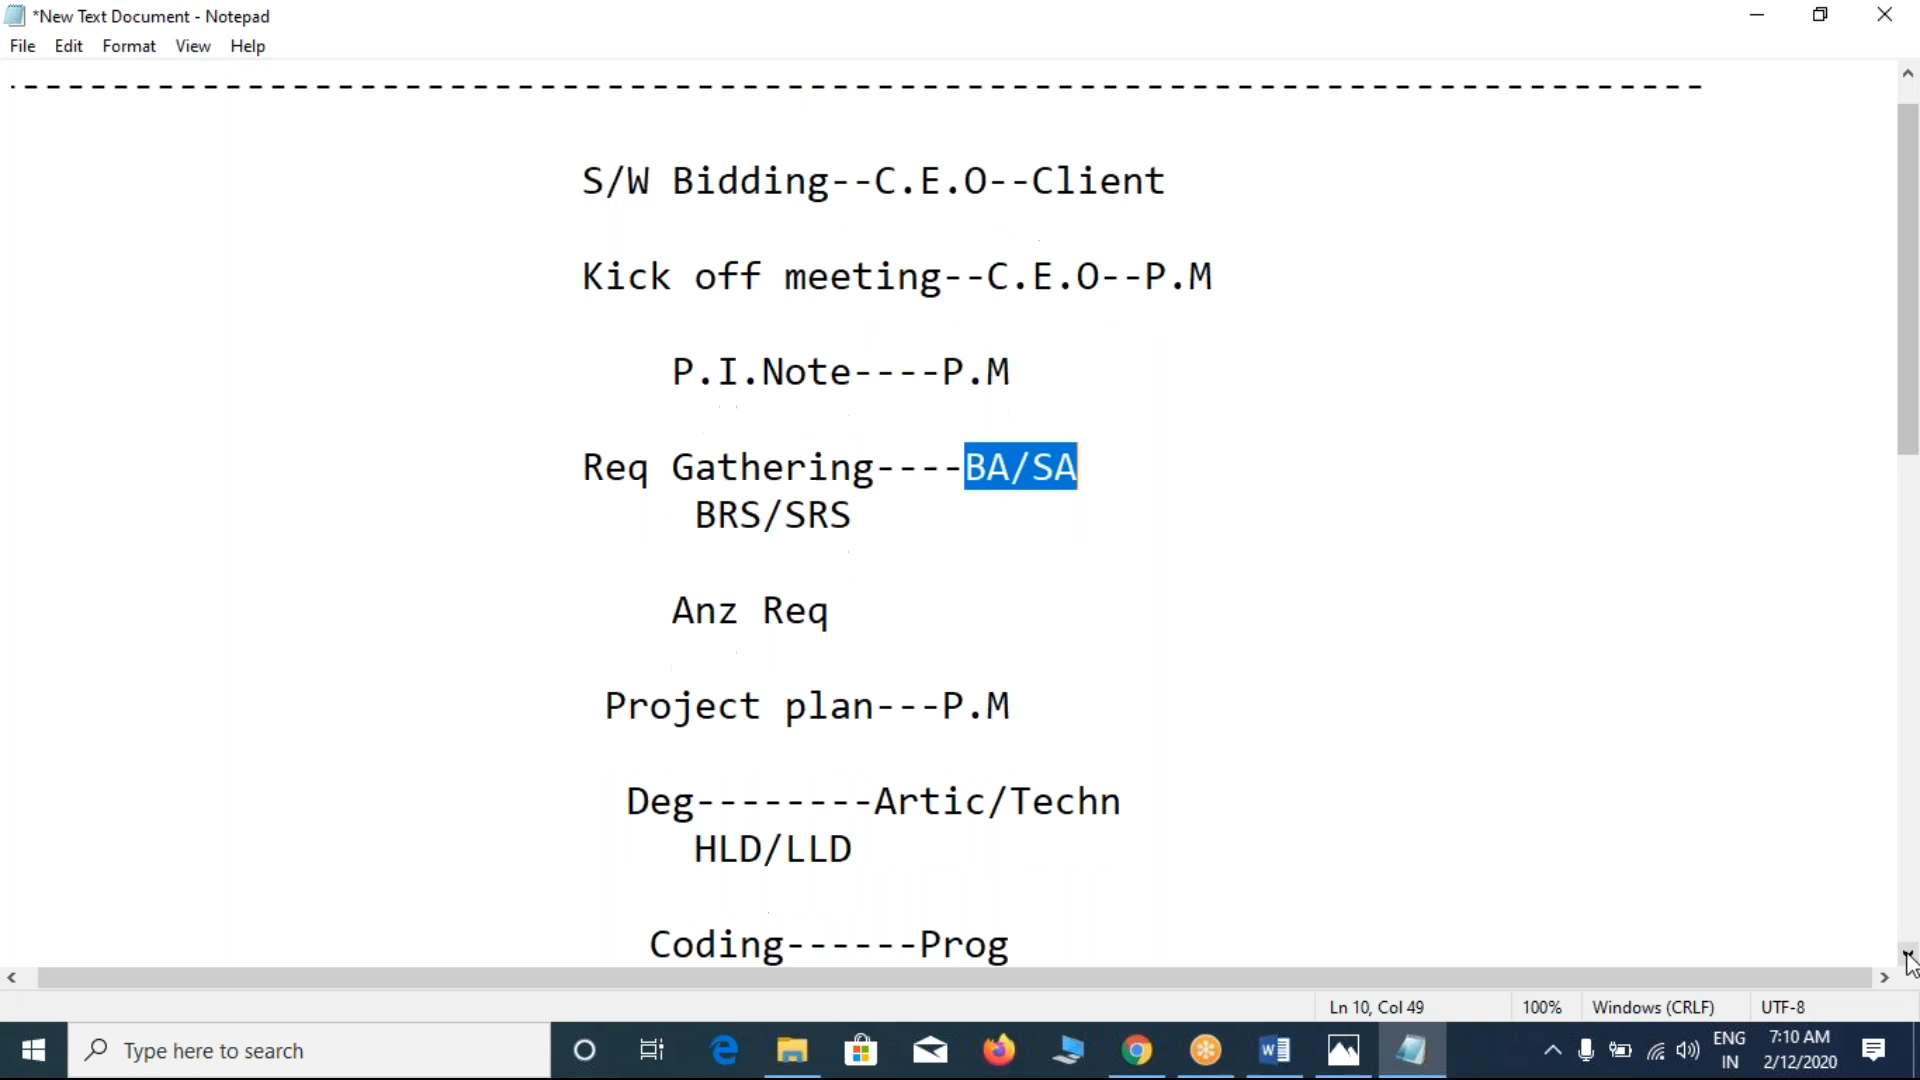 *New Text Document - Notepad
File Edit Format View Help
--------------------------------------------------------------------------
S/W Bidding--C.E.O--Client
Kick off meeting--C.E.O--P.M
P.I.Note----P.M
Req Gathering----BA/SA
BRS/SRS
Anz Req
Project plan---P.M
Deg--------Artic/Techn
HLD/LLD
Coding------Prog
Ln 10, Col 49 100% Windows (CRLF) UTF-8
Type here to search
ENG 7:10 AM
IN 2/12/2020